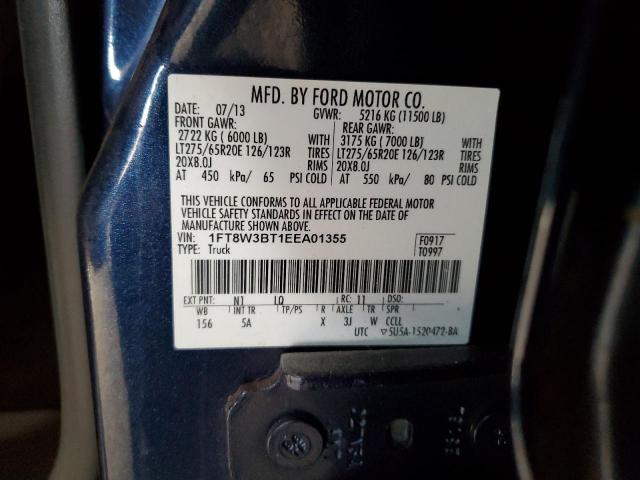 MFD. BY FORD MOTOR CO.
DATE: 07/13 GVWR: 5216 KG (11500 LB)
FRONT GAWR: REAR GAWR:
2722 KG ( 6000 LB) WITH 3175 KG ( 7000 LB) WITH
LT275/65R20E 126/123R TIRES LT275/65R20E 126/123R TIRES
20X8.0J RIMS 20X8.0J RIMS
AT 450 kPa/ 65 PSI COLD AT 550 kPa/ 80 PSI COLD
THIS VEHICLE CONFORMS TO ALL APPLICABLE FEDERAL MOTOR
VEHICLE SAFETY STANDARDS IN EFFECT ON THE DATE OF
MANUFACTURE SHOWN ABOVE.
VIN: 1FT8W3BT1EEA01355 F0917
TYPE: Truck T0997
EXT PNT: N1 LQ RC: 11 DSO:
WB INT TR TP/PS R AXLE TR SPR
156 5A X 3J W CCLL
UTC ▽5U5A-1520472-BA